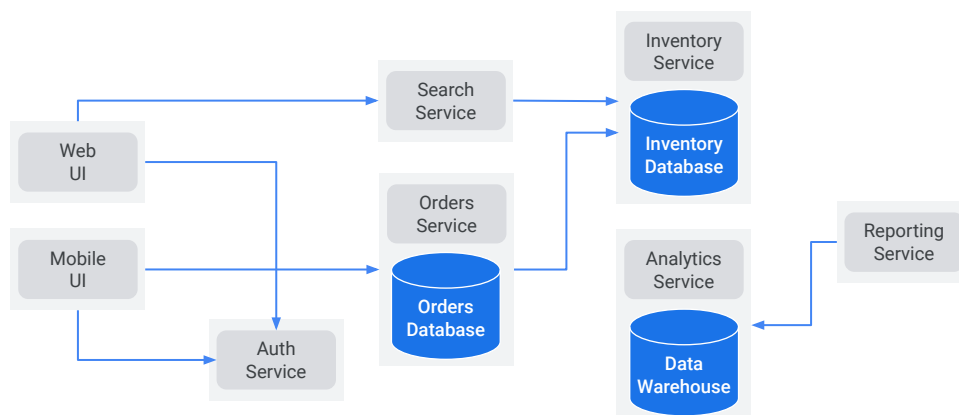 Inventory
Service
Search
Service
Inventory
Database
Web
UI
Orders
Service
Reporting
Service
Mobile
UI
Analytics
Service
Orders
Database
Auth
Service
Data
Warehouse